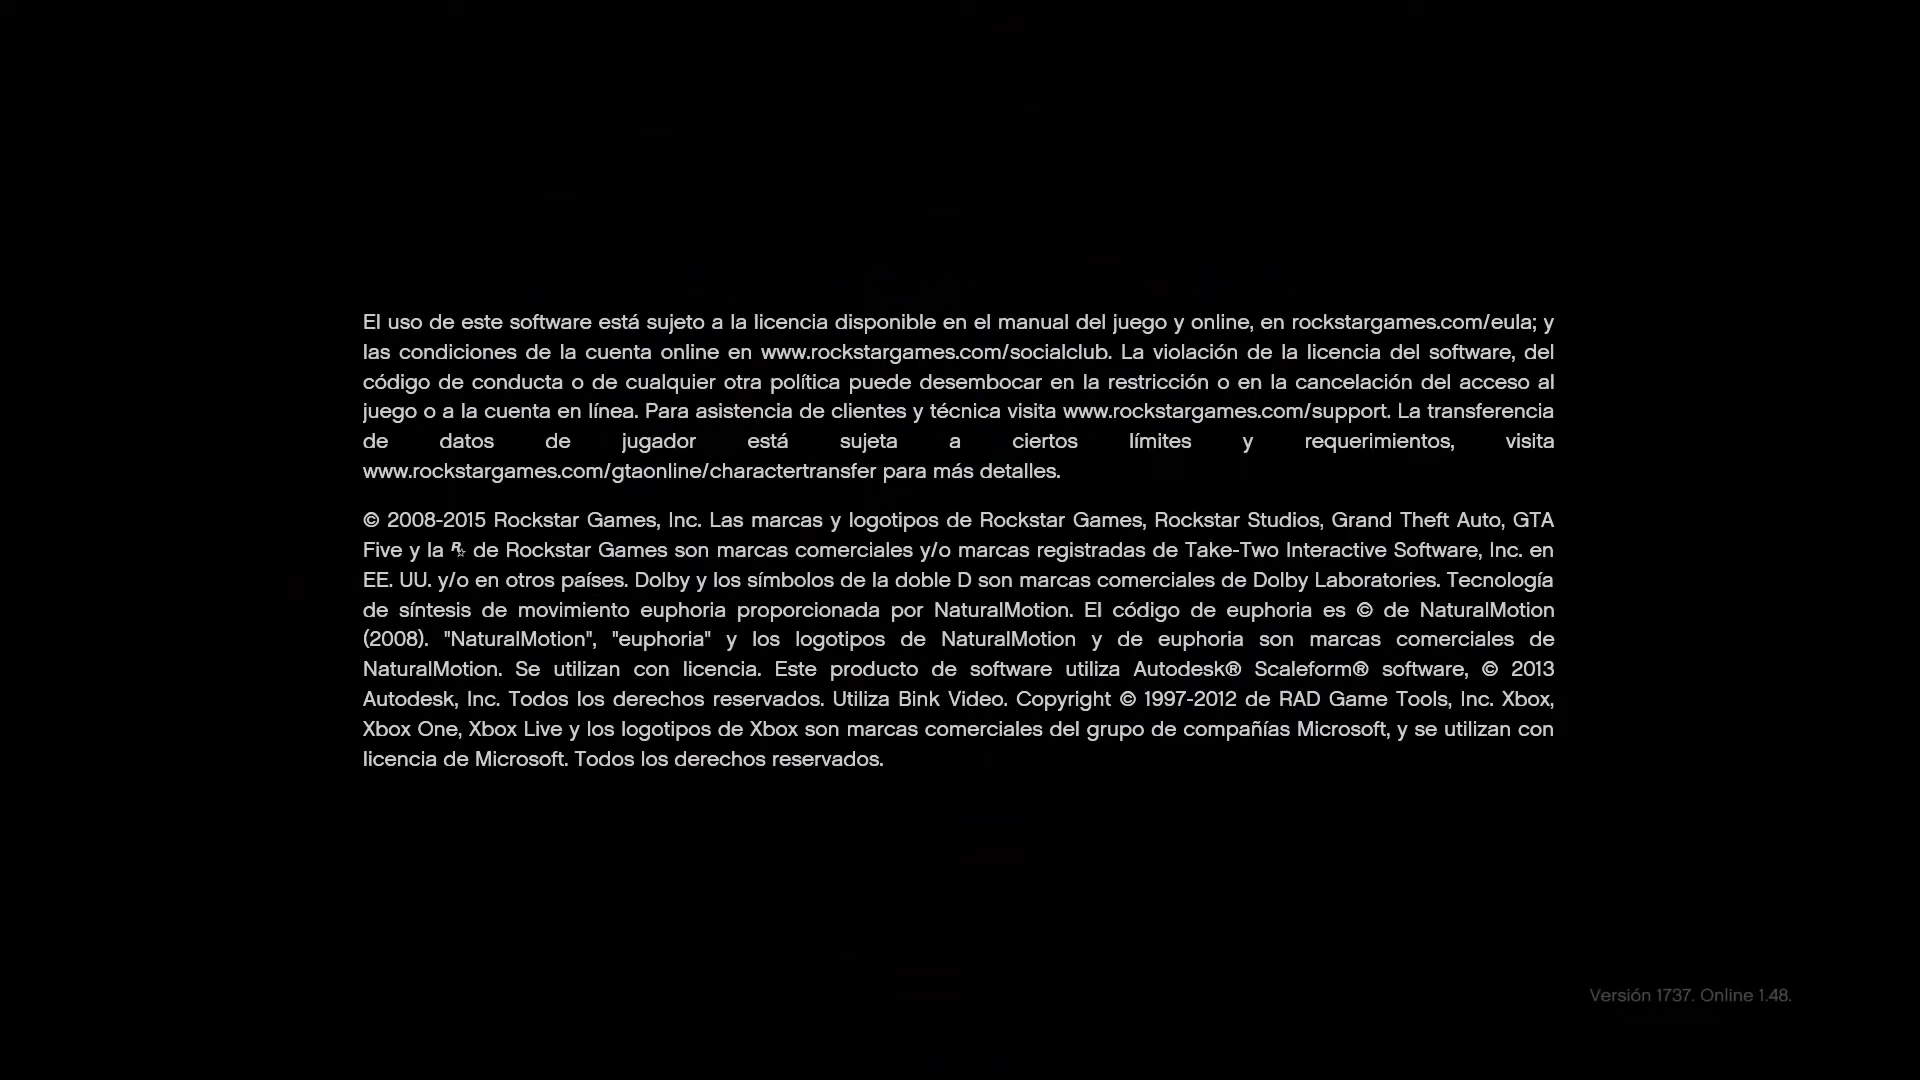 El uso de este software está sujeto a la licencia disponible en el manual del juego y online, en rockstargames.com/eula; y
las condiciones de la cuenta online en www.rockstargames.com/socialclub. La violación de la licencia del software, del
código de conducta o de cualquier otra política puede desembocar en la restricción o en la cancelación del acceso al
juego o a la cuenta en línea. Para asistencia de clientes y técnica visita www.rockstargames.com/support. La transferencia
de datos de jugador está sujeta a ciertos límites y requerimientos, visita
www.rockstargames.com/gtaonline/charactertransfer para más detalles.
© 2008-2015 Rockstar Games, Inc. Las marcas y logotipos de Rockstar Games, Rockstar Studios, Grand Theft Auto, GTA
Five y la R* de Rockstar Games son marcas comerciales y/o marcas registradas de Take-Two Interactive Software, Inc. en
EE. UU. y/o en otros países. Dolby y los símbolos de la doble D son marcas comerciales de Dolby Laboratories. Tecnología
de síntesis de movimiento euphoria proporcionada por NaturalMotion. El código de euphoria es © de NaturalMotion
(2008). "NaturalMotion", "euphoria" y los logotipos de NaturalMotion y de euphoria son marcas comerciales de
NaturalMotion. Se utilizan con licencia. Este producto de software utiliza Autodesk® Scaleform® software, © 2013
Autodesk, Inc. Todos los derechos reservados. Utiliza Bink Video. Copyright © 1997-2012 de RAD Game Tools, Inc. Xbox,
Xbox One, Xbox Live y los logotipos de Xbox son marcas comerciales del grupo de compañías Microsoft, y se utilizan con
licencia de Microsoft. Todos los derechos reservados.
Versión 1737. Online 1.48.